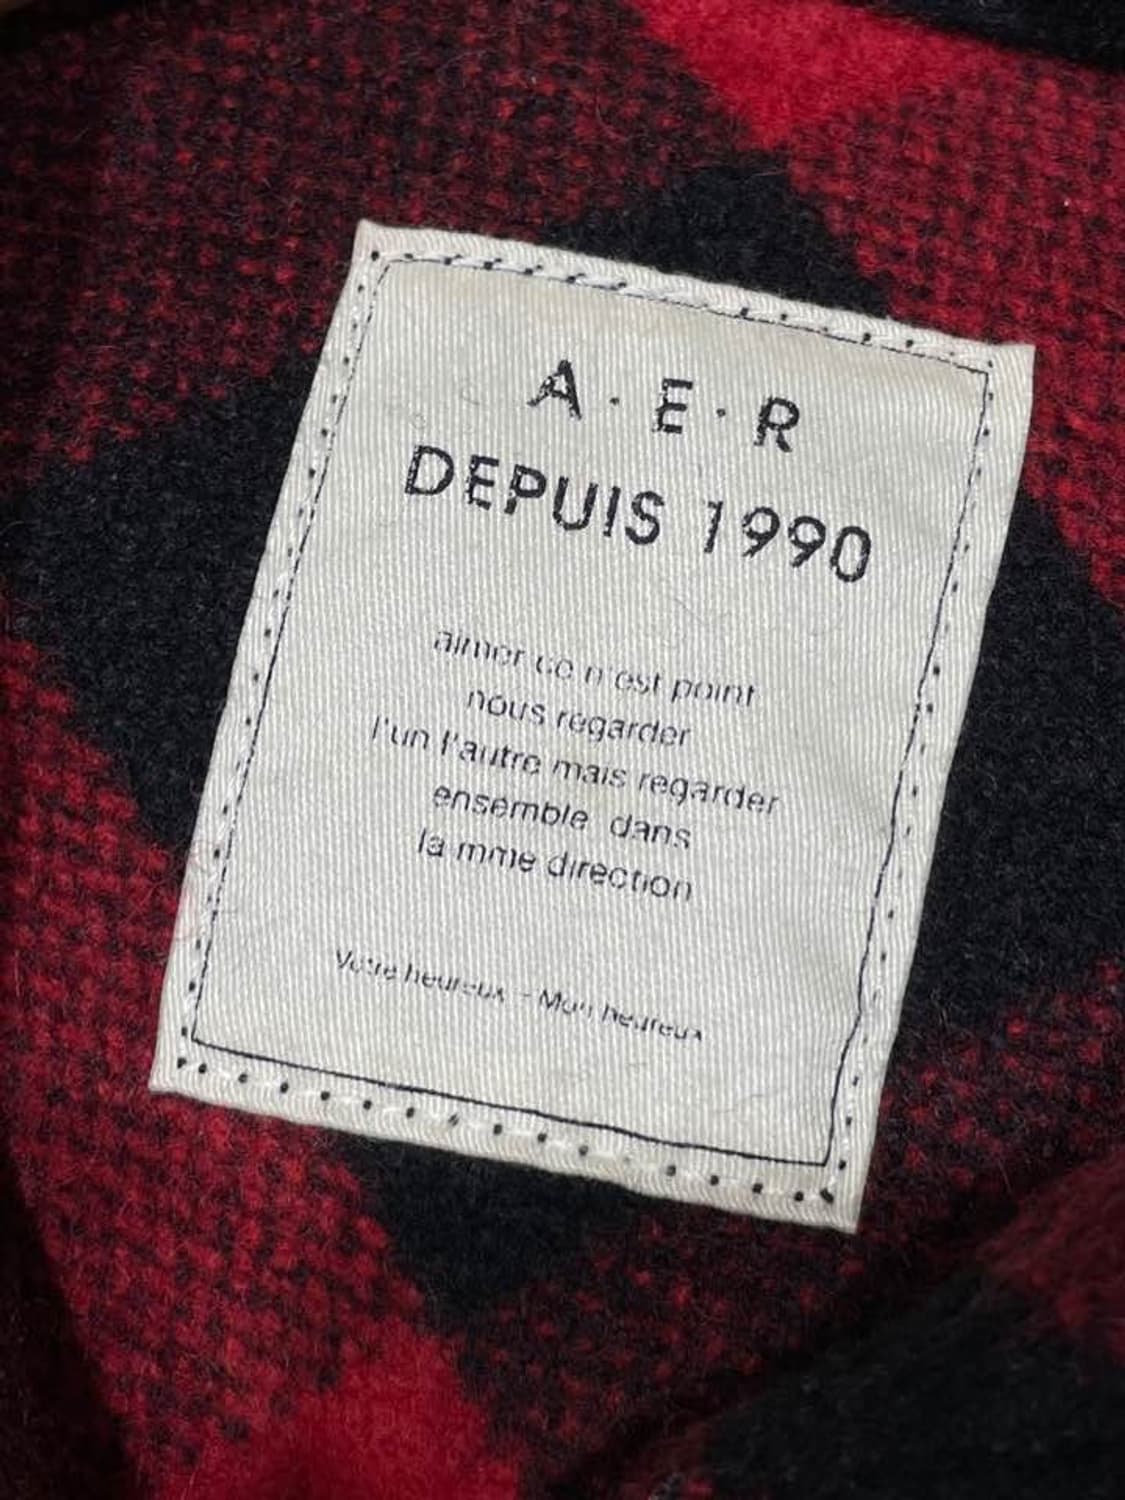 A·E·R
DEPUIS 1990
aimer ce n'est point
nous regarder
l'un l'autre mais regarder
ensemble dans
la mme direction
Votre heureux - Mon heureux